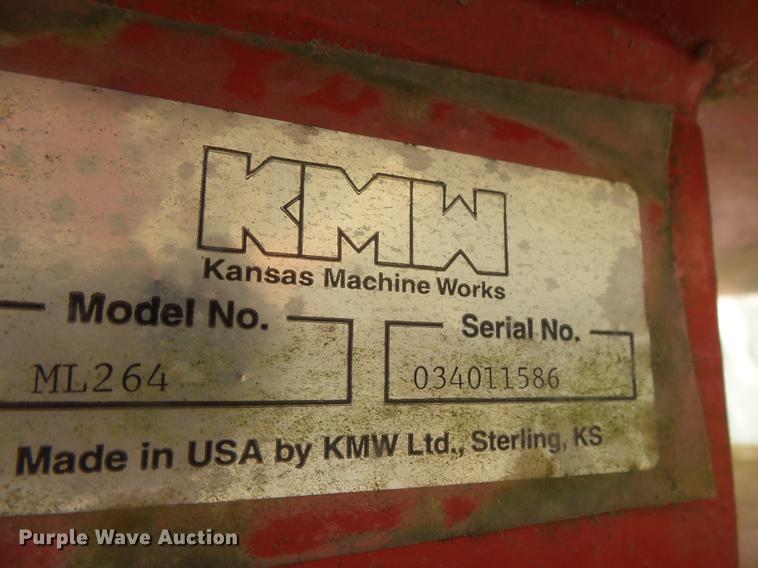 KMW
Kansas Machine Works
Model No. Serial No.
ML264 034011586
Made in USA by KMW Ltd., Sterling, KS
Purple Wave Auction